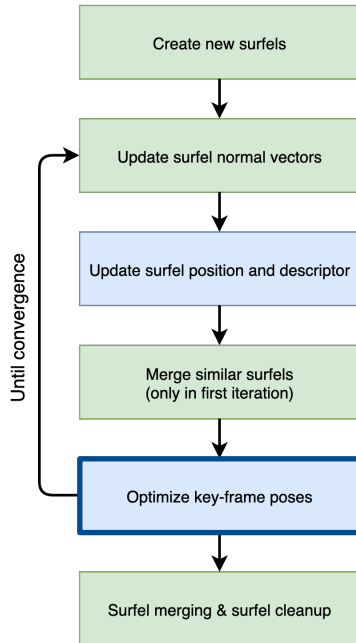 Create new surfels
Update surfel normal vectors
Until convergence
Update surfel position and descriptor
Merge similar surfels
(only in first iteration)
Optimize key-frame poses
Surfel merging & surfel cleanup